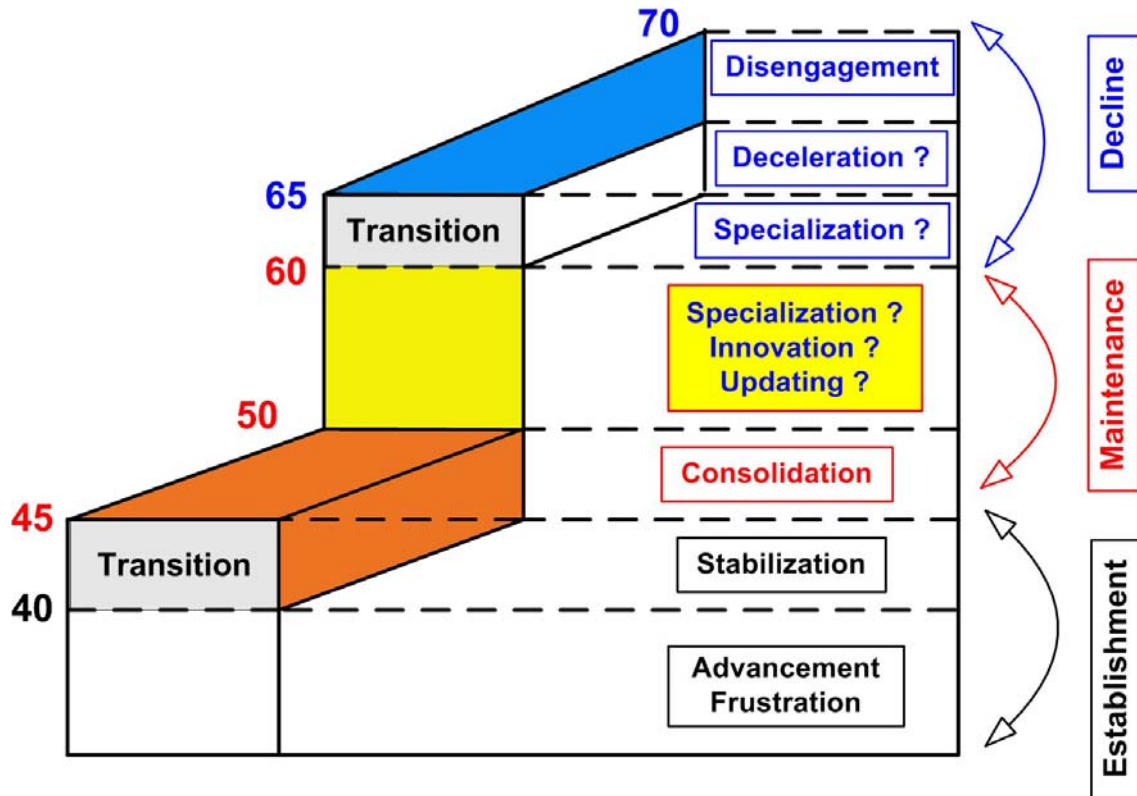 70
Disengagement
Deceleration ?
65
Transition
Specialization ?
60
Specialization ?
Innovation ?
Updating ?
50
Consolidation
45
Transition
Stabilization
40
Advancement
Frustration
Decline
Maintenance
Establishment